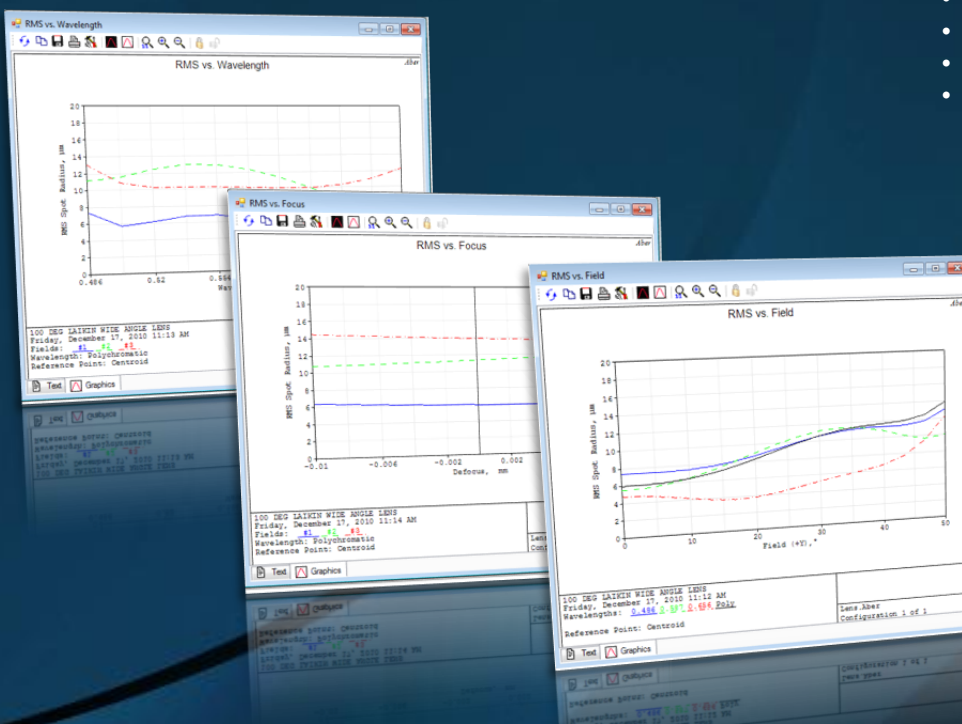 RMS vs. Wavelength
Aber
RMS vs. Wavelength
RMS Spot Radius, µm
20
18
16
14
12
10
8
6
4
2
0
0.486
0.52
100 DEG LAIKIN WIDE ANGLE LENS
Friday, December 17, 2010 11:13 AM
Fields: #1 #2 #3
Wavelength: Polychromatic
Reference Point: Centroid
Text Graphics
RMS vs. Focus
Aber
RMS vs. Focus
RMS Spot Radius, µm
20
18
16
14
12
10
8
6
4
2
0
-0.01
-0.006
-0.002
0.002
Defocus, mm
100 DEG LAIKIN WIDE ANGLE LENS
Friday, December 17, 2010 11:14 AM
Fields: #1 #2 #3
Wavelength: Polychromatic
Reference Point: Centroid
Lens
Conf
Text Graphics
RMS vs. Field
RMS vs. Field
RMS Spot Radius, µm
20
18
16
14
12
10
8
6
4
2
0
0
10
20
30
40
50
Field (+Y),°
100 DEG LAIKIN WIDE ANGLE LENS
Friday, December 17, 2010 11:12 AM
Wavelengths: 0.486 0.656 Poly
Reference Point: Centroid
Lens.Aber
Configuration 1 of 1
Text Graphics